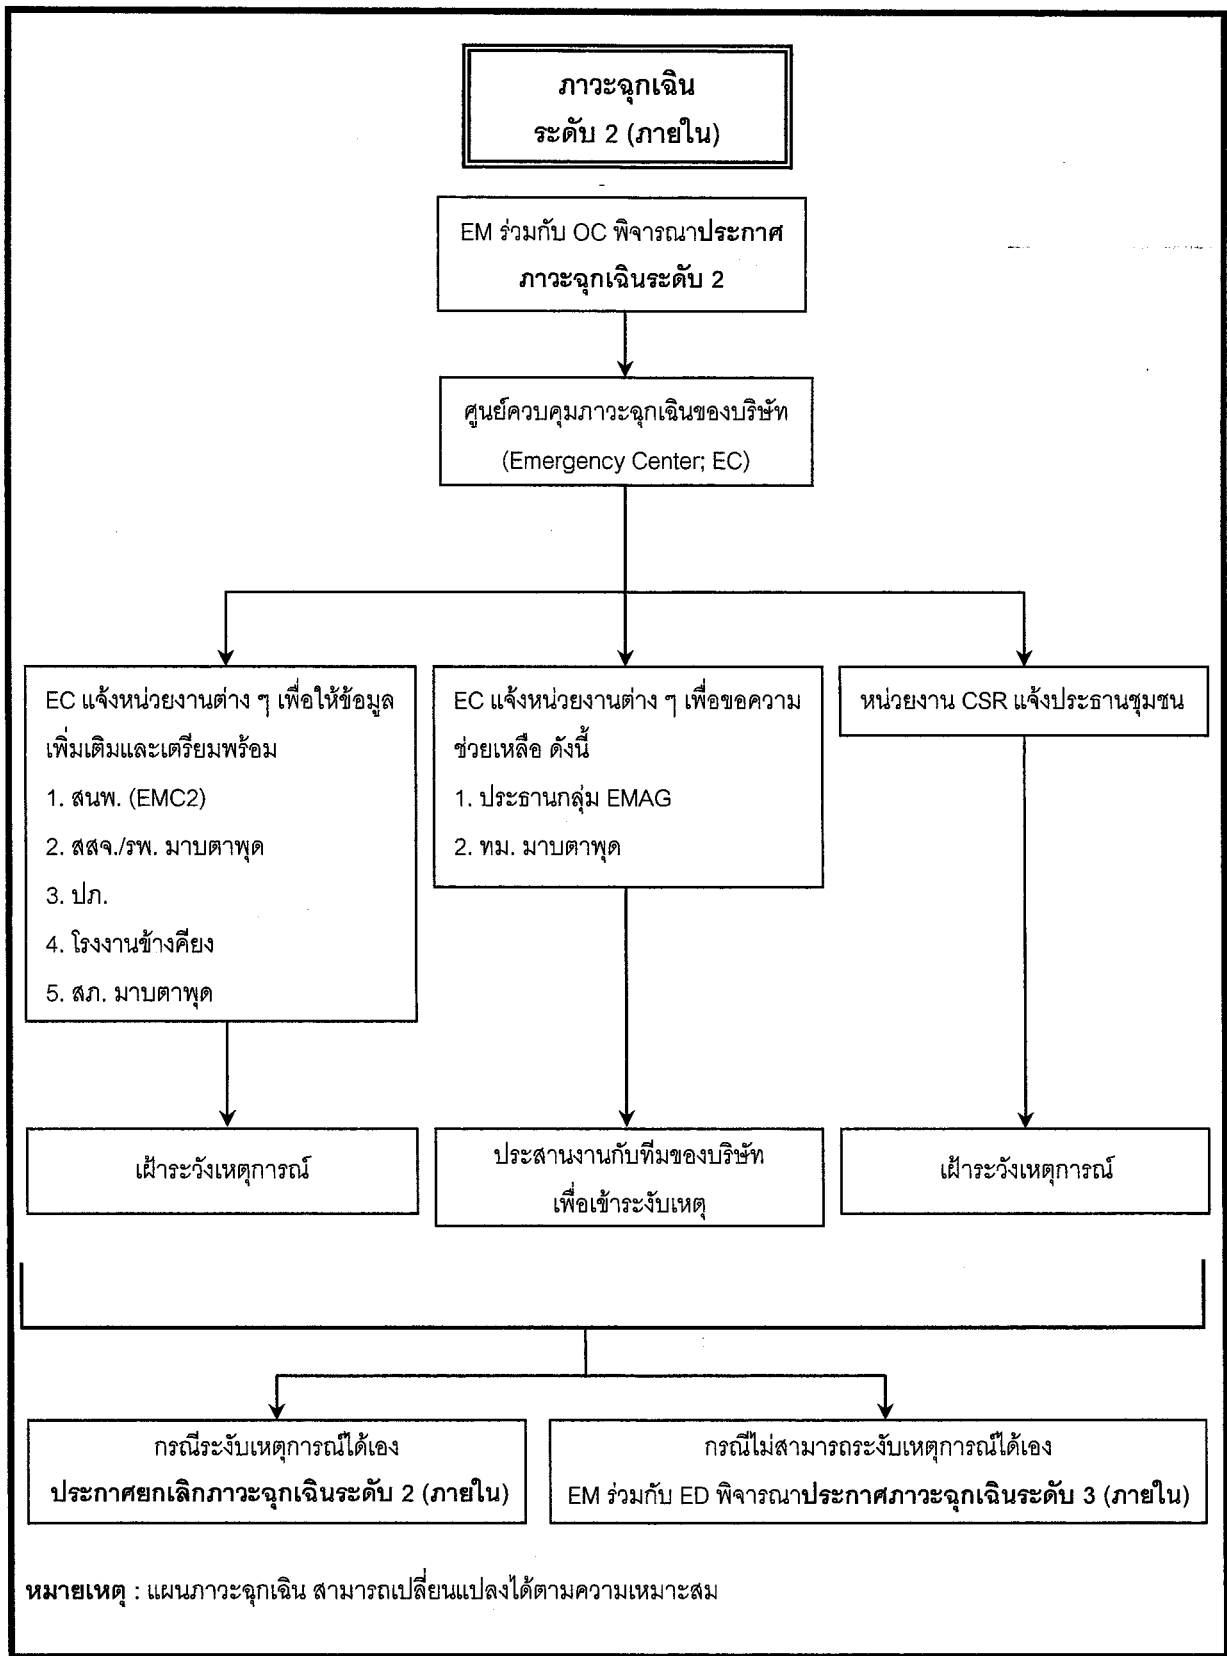 ภาวะฉุกเฉิน
ระดับ 2 (ภายใน)
EM ร่วมกับ OC พิจารณาประกาศ
ภาวะฉุกเฉินระดับ 2
ศูนย์ควบคุมภาวะฉุกเฉินของบริษัท
(Emergency Center; EC)
EC แจ้งหน่วยงานต่าง ๆ เพื่อให้ข้อมูล
เพิ่มเติมและเตรียมพร้อม
1. สนพ. (EMC2)
2. สสจ./รพ. มาบตาพุด
3. ปภ.
4. โรงงานข้างคียง
5. สภ. มาบตาพุด
EC แจ้งหน่วยงานต่าง ๆ เพื่อขอความ
ช่วยเหลือ ดังนี้
1. ประธานกลุ่ม EMAG
2. ทม. มาบตาพุด
หน่วยงาน CSR แจ้งประธานชุมชน
เฝ้าระวังเหตุการณ์
ประสานงานกับทีมของบริษัท
เพื่อเข้าระงับเหตุ
เฝ้าระวังเหตุการณ์
กรณีระงับเหตุการณ์ได้เอง
ประกาศยกเลิกภาวะฉุกเฉินระดับ 2 (ภายใน)
กรณีไม่สามารถระงับเหตุการณ์ได้เอง
EM ร่วมกับ ED พิจารณาประกาศภาวะฉุกเฉินระดับ 3 (ภายใน)
หมายเหตุ : แผนภาวะฉุกเฉิน สามารถเปลี่ยนแปลงได้ตามความเหมาะสม